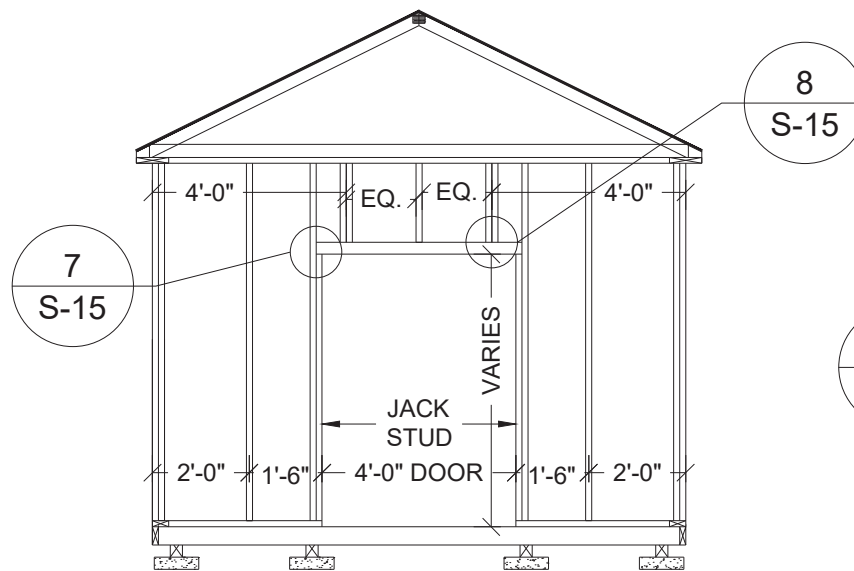 8
S-15
4'-0"
EQ.
EQ.
4'-0"
7
S-15
VARIES
JACK
STUD
2'-0"
1'-6"
4'-0" DOOR
1'-6"
2'-0"